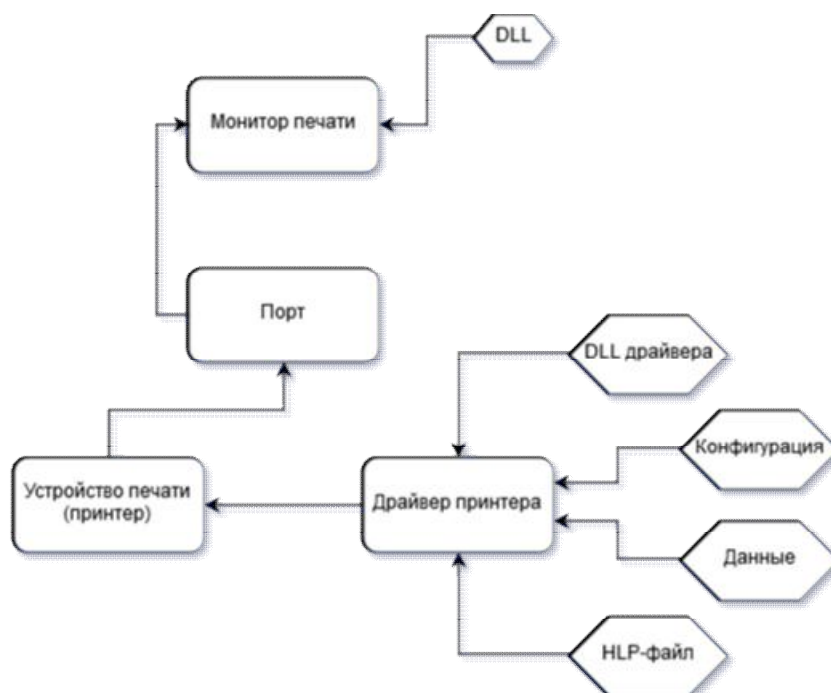 DLL
Монитор печати
Порт
DLL драйвера
Конфигурация
Устройство печати
(принтер)
Драйвер принтера
Данные
HLP-файл